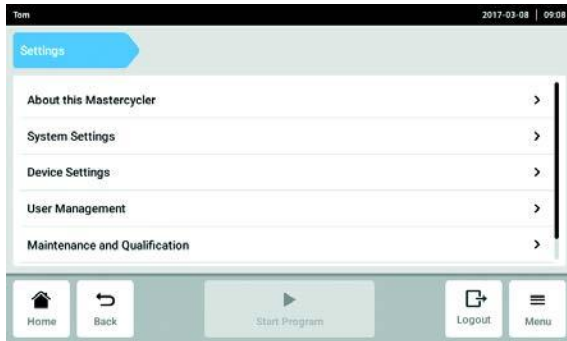 Tom 2017-03-08 | 09:08
Settings
About this Mastercycler
System Settings
Device Settings
User Management
Maintenance and Qualification
Home Back Start Program Logout Menu